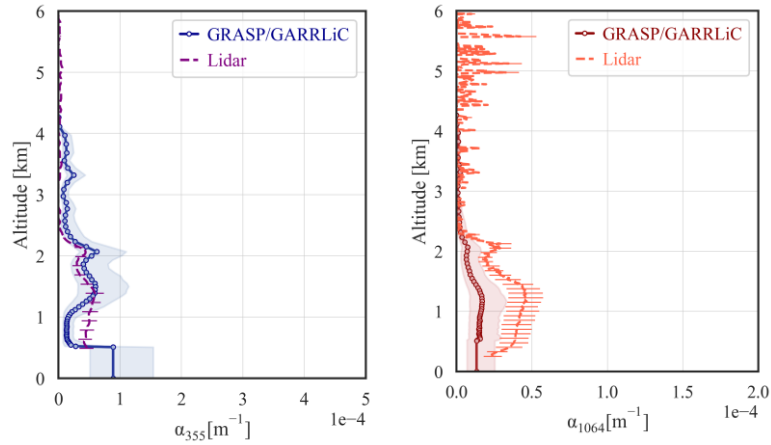 GRASP/GARRLiC
Lidar
Altitude [km]
6
5
4
3
2
1
0
0 1 2 3 4 5
1e−4
α355[m⁻¹]
GRASP/GARRLiC
Lidar
Altitude [km]
6
5
4
3
2
1
0
0.0 0.5 1.0 1.5 2.0
1e−4
α1064[m⁻¹]